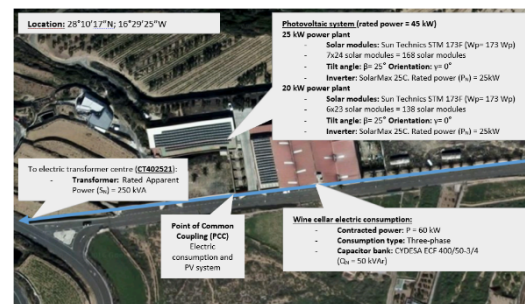 Location: 28°10'17"N; 16°29'25"W
Photovoltaic system (rated power = 45 kW)
25 kW power plant
- Solar modules: Sun Technics STM 173F (Wp= 173 Wp)
- 7x24 solar modules = 168 solar modules
- Tilt angle: β= 25° Orientation: γ= 0°
- Inverter: SolarMax 25C. Rated power (PN) = 25kW
20 kW power plant
- Solar modules: Sun Technics STM 173F (Wp= 173 Wp)
- 6x23 solar modules = 138 solar modules
- Tilt angle: β= 25° Orientation: γ= 0°
- Inverter: SolarMax 25C. Rated power (PN) = 25kW
To electric transformer centre (CT402521):
- Transformer: Rated Apparent
Power (SN) = 250 kVA
Point of Common
Coupling (PCC)
Electric
consumption and
PV system
Wine cellar electric consumption:
- Contracted power: P = 60 kW
- Consumption type: Three-phase
- Capacitor bank: CYDESA ECF 400/50-3/4
(QN = 50 kVAr)